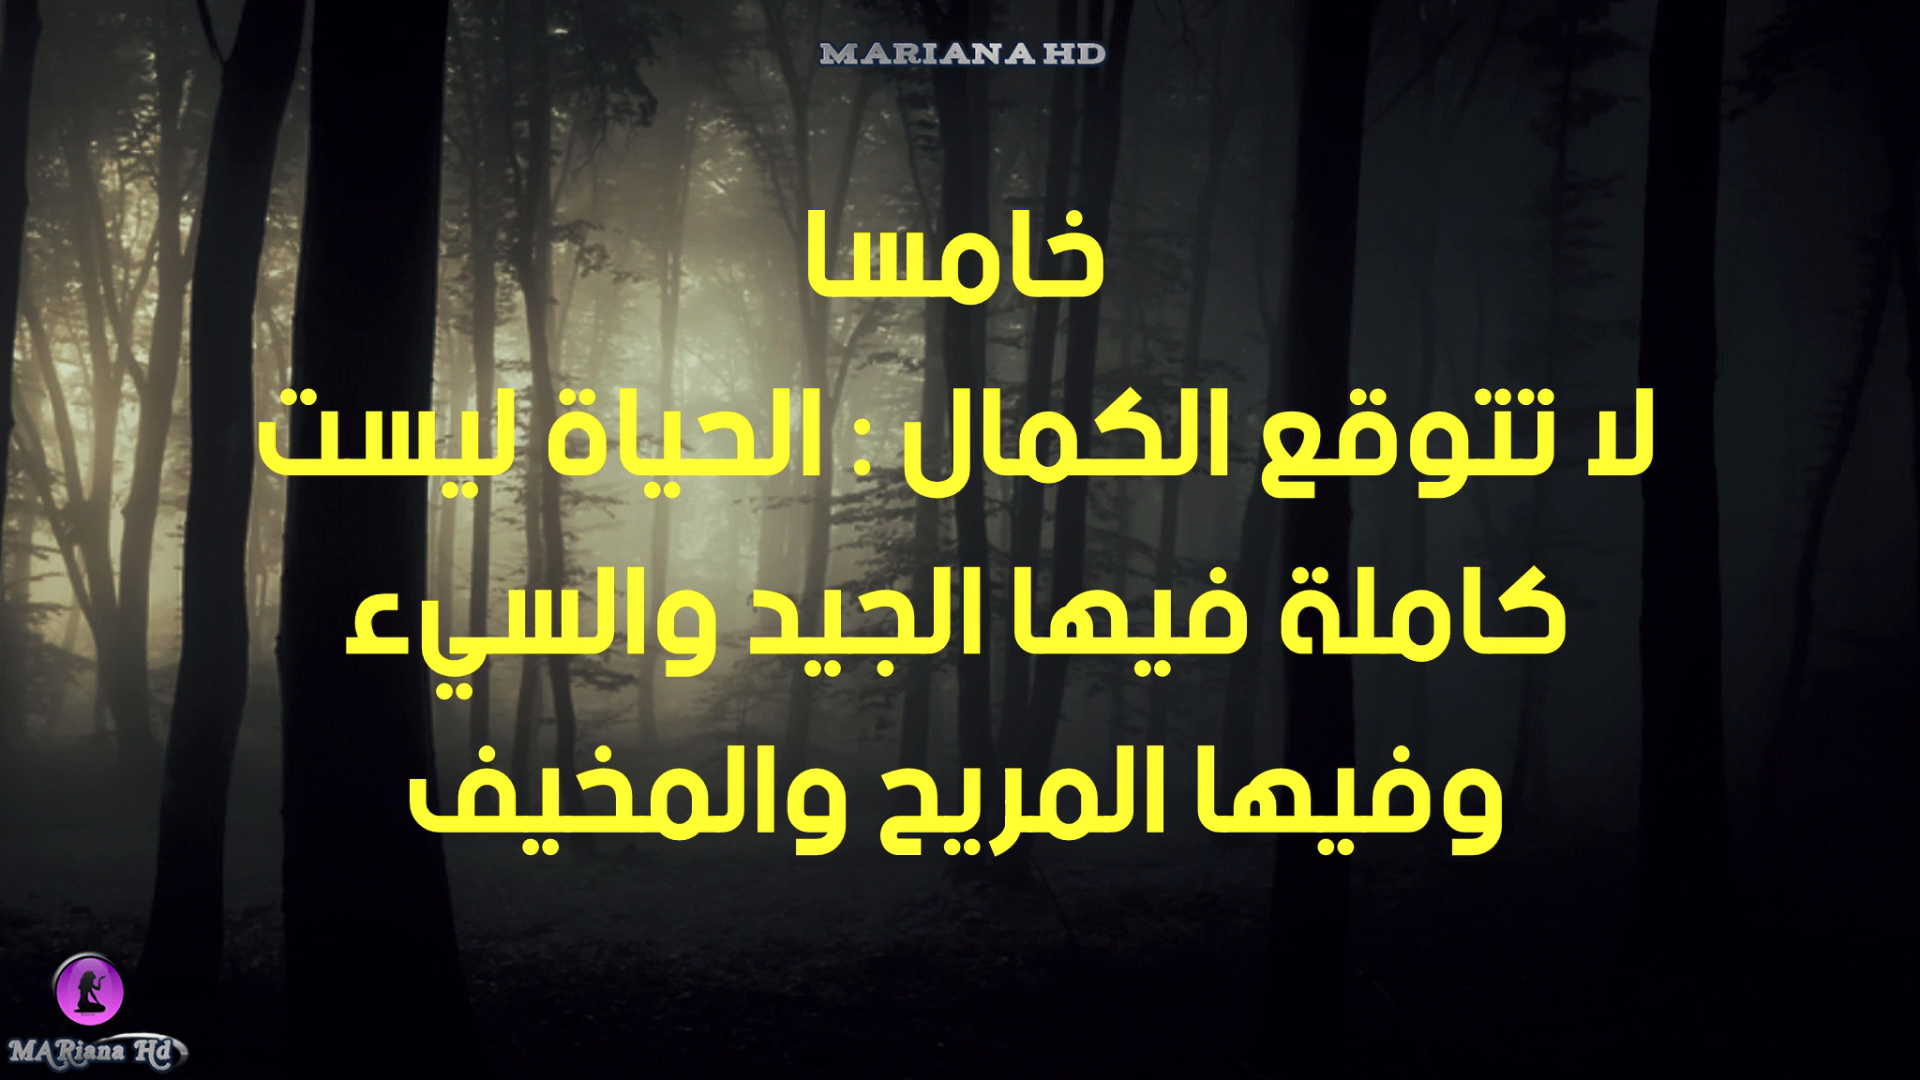 MARIANA HD
خامسا
لا تتوقع الكمال : الحياة ليست
كاملة فيها الجيد والسيء
وفيها المريح والمخيف
MARiana Hd